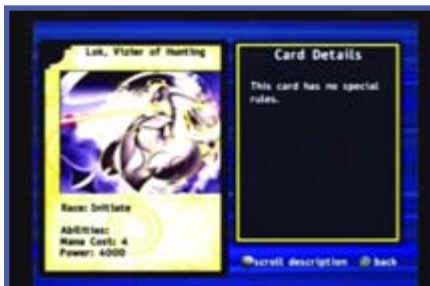 Lok, Vizier of Hunting
Race: Initiate
Abilities:
Mana Cost: 4
Power: 4000
Card Details
This card has no special
rules.
scroll description back